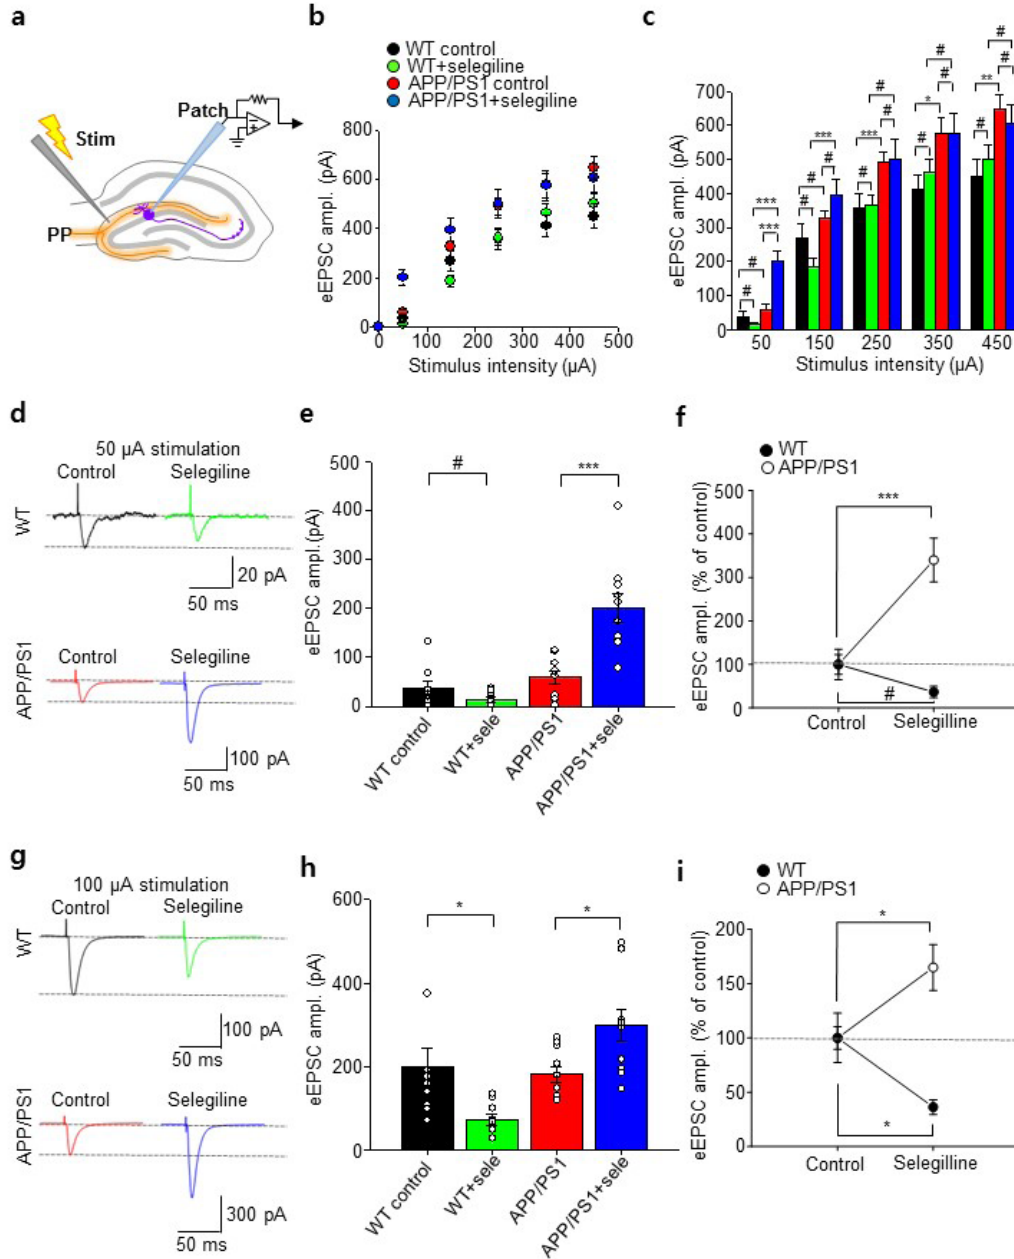 a
Stim
Patch
PP
b
WT control
WT+selegiline
APP/PS1 control
APP/PS1+selegiline
eEPSC ampl. (pA)
800
600
400
200
0
0 100 200 300 400 500
Stimulus intensity (µA)
c
eEPSC ampl. (pA)
700
600
500
400
300
200
100
0
# # # *** ***
# # # ***
# *** # #
# * # #
# ** # #
50 150 250 350 450
Stimulus intensity (µA)
d
50 µA stimulation
Control Selegiline
WT
20 pA
50 ms
Control Selegiline
APP/PS1
100 pA
50 ms
e
eEPSC ampl.(pA)
500
400
300
200
100
0
# ***
WT control
WT+sele
APP/PS1
APP/PS1+sele
f
WT
APP/PS1
eEPSC ampl. (% of control)
500
400
300
200
100
0
***
#
Control Selegilline
g
100 µA stimulation
Control Selegiline
WT
100 pA
50 ms
Control Selegiline
APP/PS1
300 pA
50 ms
h
eEPSC ampl. (pA)
600
400
200
0
* *
WT control
WT+sele
APP/PS1
APP/PS1+sele
i
WT
APP/PS1
eEPSC ampl. (% of control)
200
150
100
50
0
*
*
Control Selegilline